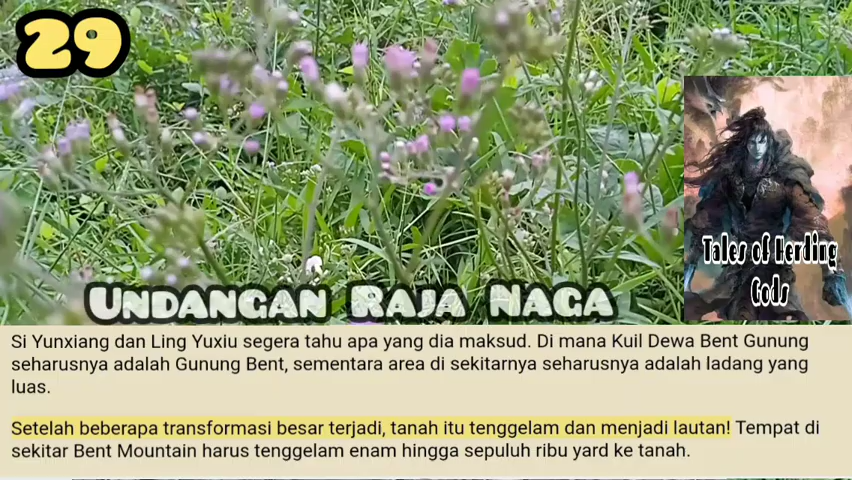 29
Tales of Herding
Gods
Undangan Raja Naga
Si Yunxiang dan Ling Yuxiu segera tahu apa yang dia maksud. Di mana Kuil Dewa Bent Gunung
seharusnya adalah Gunung Bent, sementara area di sekitarnya seharusnya adalah ladang yang
luas.
Setelah beberapa transformasi besar terjadi, tanah itu tenggelam dan menjadi lautan! Tempat di
sekitar Bent Mountain harus tenggelam enam hingga sepuluh ribu yard ke tanah.